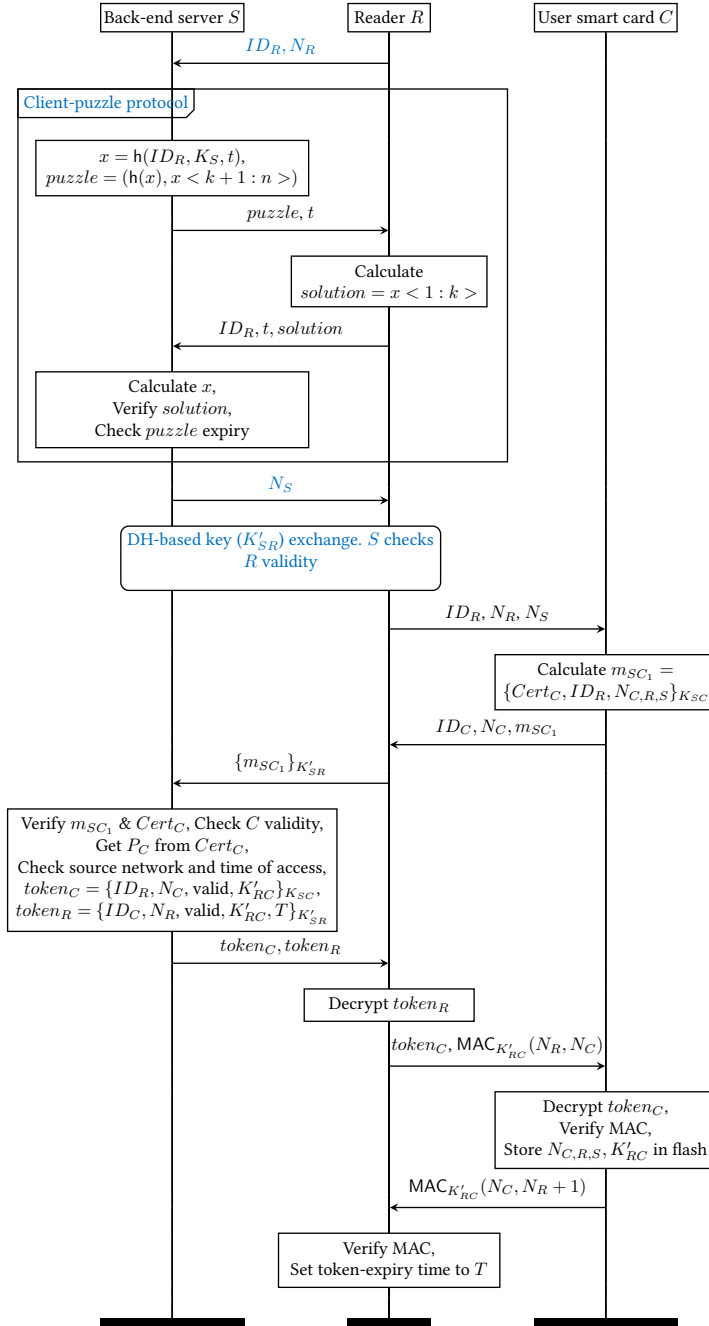 Back-end server S
Reader R
User smart card C
ID_R, N_R
Client-puzzle protocol
x = h(ID_R, K_S, t),
puzzle = (h(x), x < k + 1 : n >)
puzzle, t
Calculate
solution = x < 1 : k >
ID_R, t, solution
Calculate x,
Verify solution,
Check puzzle expiry
N_S
DH-based key (K'_SR) exchange. S checks
R validity
ID_R, N_R, N_S
Calculate m_SC_1 =
{Cert_C, ID_R, N_C,R,S}_K_SC
ID_C, N_C, m_SC_1
{m_SC_1}_K'_SR
Verify m_SC_1 & Cert_C, Check C validity,
Get P_C from Cert_C,
Check source network and time of access,
token_C = {ID_R, N_C, valid, K'_RC}_K_SC,
token_R = {ID_C, N_R, valid, K'_RC, T}_K'_SR
token_C, token_R
Decrypt token_R
token_C, MAC_K'_RC(N_R, N_C)
Decrypt token_C,
Verify MAC,
Store N_C,R,S, K'_RC in flash
MAC_K'_RC(N_C, N_R + 1)
Verify MAC,
Set token-expiry time to T